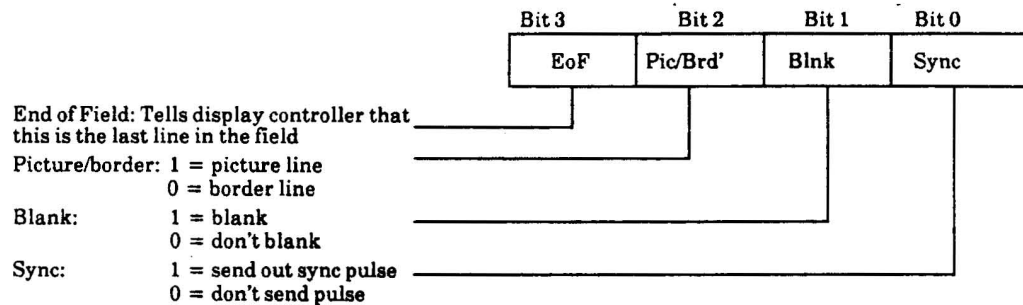 Bit 3 Bit 2 Bit 1 Bit 0
EoF Pic/Brd' Blnk Sync
End of Field: Tells display controller that
this is the last line in the field
Picture/border: 1 = picture line
0 = border line
Blank: 1 = blank
0 = don't blank
Sync: 1 = send out sync pulse
0 = don't send pulse